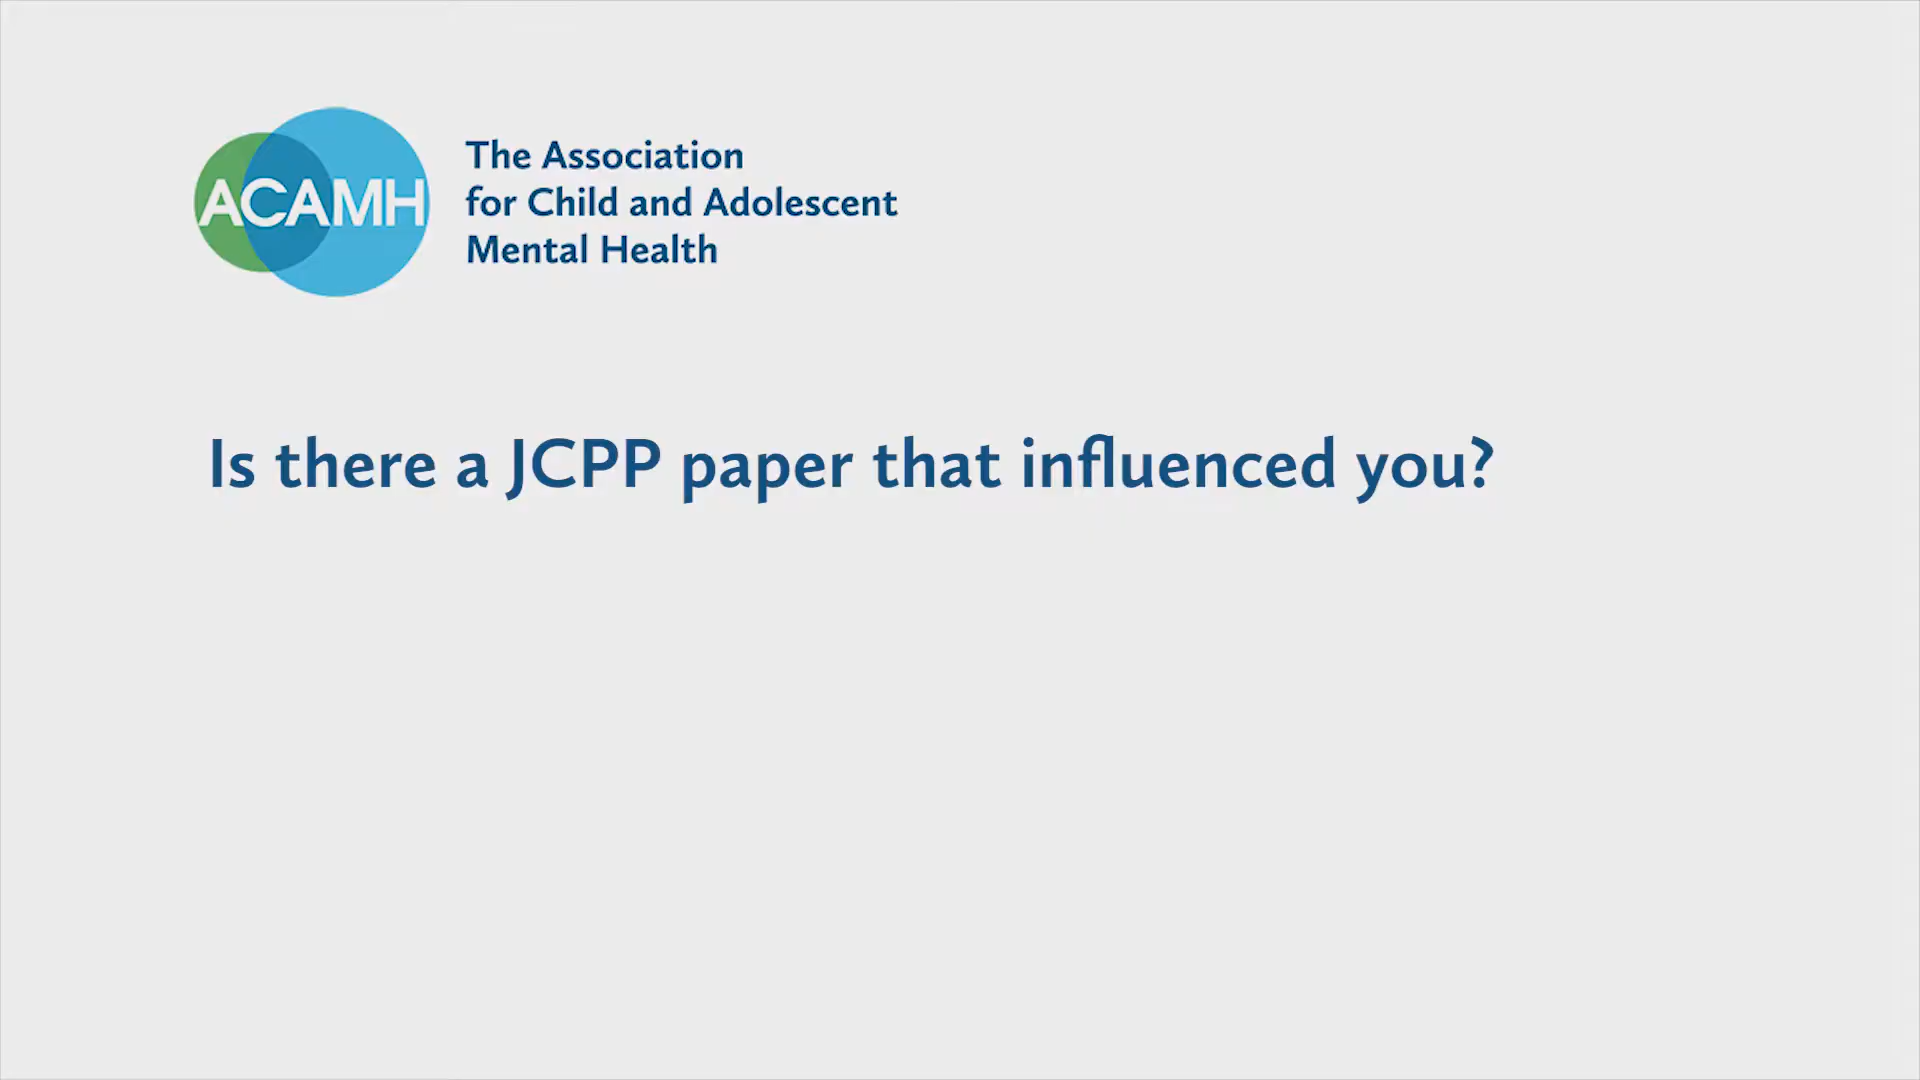 ACAMH
The Association
for Child and Adolescent
Mental Health
Is there a JCPP paper that influenced you?